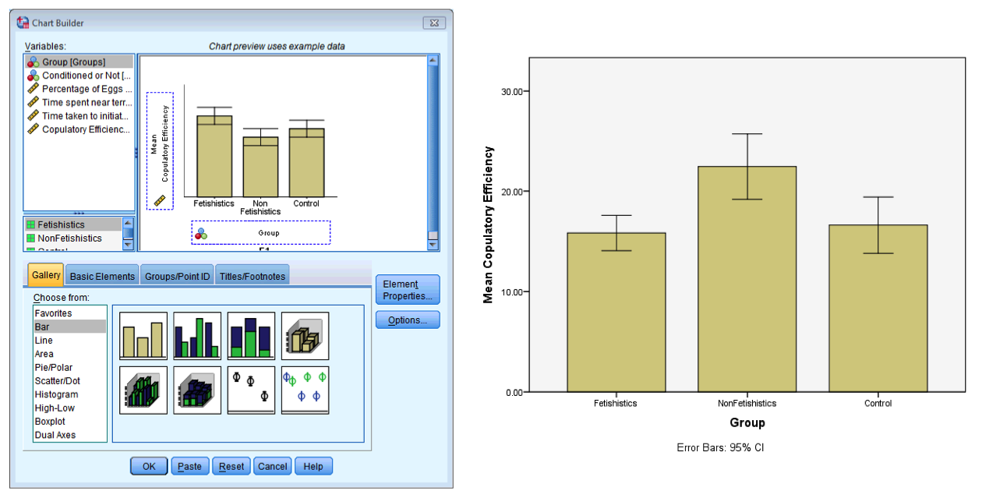 Chart Builder
Variables:
Chart preview uses example data
Group [Groups]
Conditioned or Not [...
Percentage of Eggs ...
Time spent near terr...
Time taken to initiat...
Copulatory Efficienc...
Fetishistics
NonFetishistics
Mean
Copulatory Efficiency
Fetishistics
Non
Fetishistics
Control
Group
Gallery
Basic Elements
Groups/Point ID
Titles/Footnotes
Choose from:
Favorites
Bar
Line
Area
Pie/Polar
Scatter/Dot
Histogram
High-Low
Boxplot
Dual Axes
Element
Properties...
Options...
OK
Paste
Reset
Cancel
Help
Mean Copulatory Efficiency
30.00
20.00
10.00
0.00
Fetishistics
NonFetishistics
Control
Group
Error Bars: 95% CI